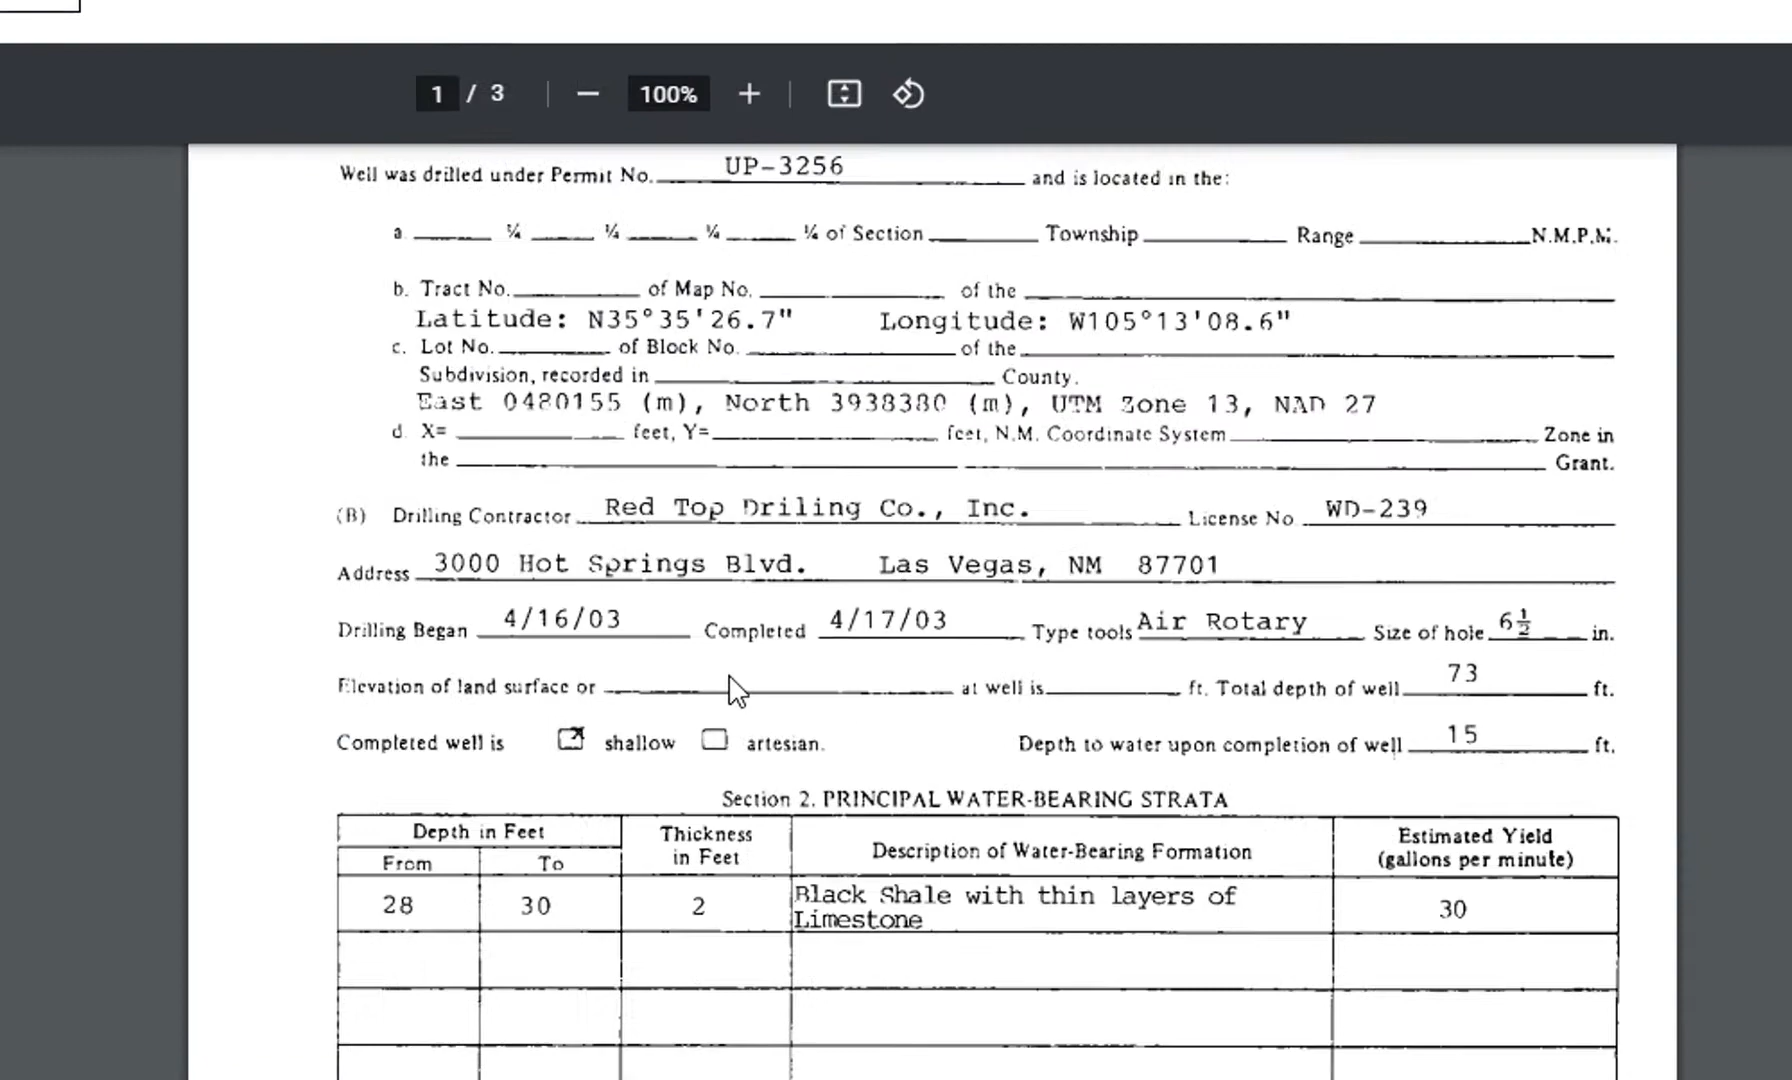 1 / 3 100%
Well was drilled under Permit No. UP-3256 and is located in the:
a. ¼ ¼ ¼ ¼ of Section Township Range N.M.P.M.
b. Tract No. of Map No. of the
Latitude: N35°35'26.7" Longitude: W105°13'08.6"
c. Lot No. of Block No. of the
Subdivision, recorded in County.
East 0480155 (m), North 3938380 (m), UTM Zone 13, NAD 27
d. X= feet, Y= feet, N.M. Coordinate System Zone in
the Grant.
(B) Drilling Contractor Red Top Driling Co., Inc. License No. WD-239
Address 3000 Hot Springs Blvd. Las Vegas, NM 87701
Drilling Began 4/16/03 Completed 4/17/03 Type tools Air Rotary Size of hole 6½ in.
Elevation of land surface or at well is ft. Total depth of well 73 ft.
Completed well is shallow artesian. Depth to water upon completion of well 15 ft.
Section 2. PRINCIPAL WATER-BEARING STRATA
Depth in Feet Thickness in Feet Description of Water-Bearing Formation Estimated Yield (gallons per minute)
From To
28 30 2 Black Shale with thin layers of Limestone 30